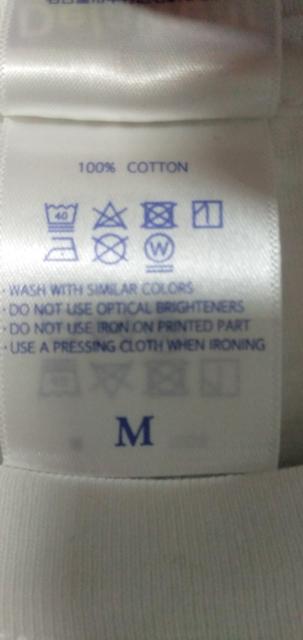 100% COTTON
40
W
· WASH WITH SIMILAR COLORS
· DO NOT USE OPTICAL BRIGHTENERS
· DO NOT USE IRON ON PRINTED PART
· USE A PRESSING CLOTH WHEN IRONING
M